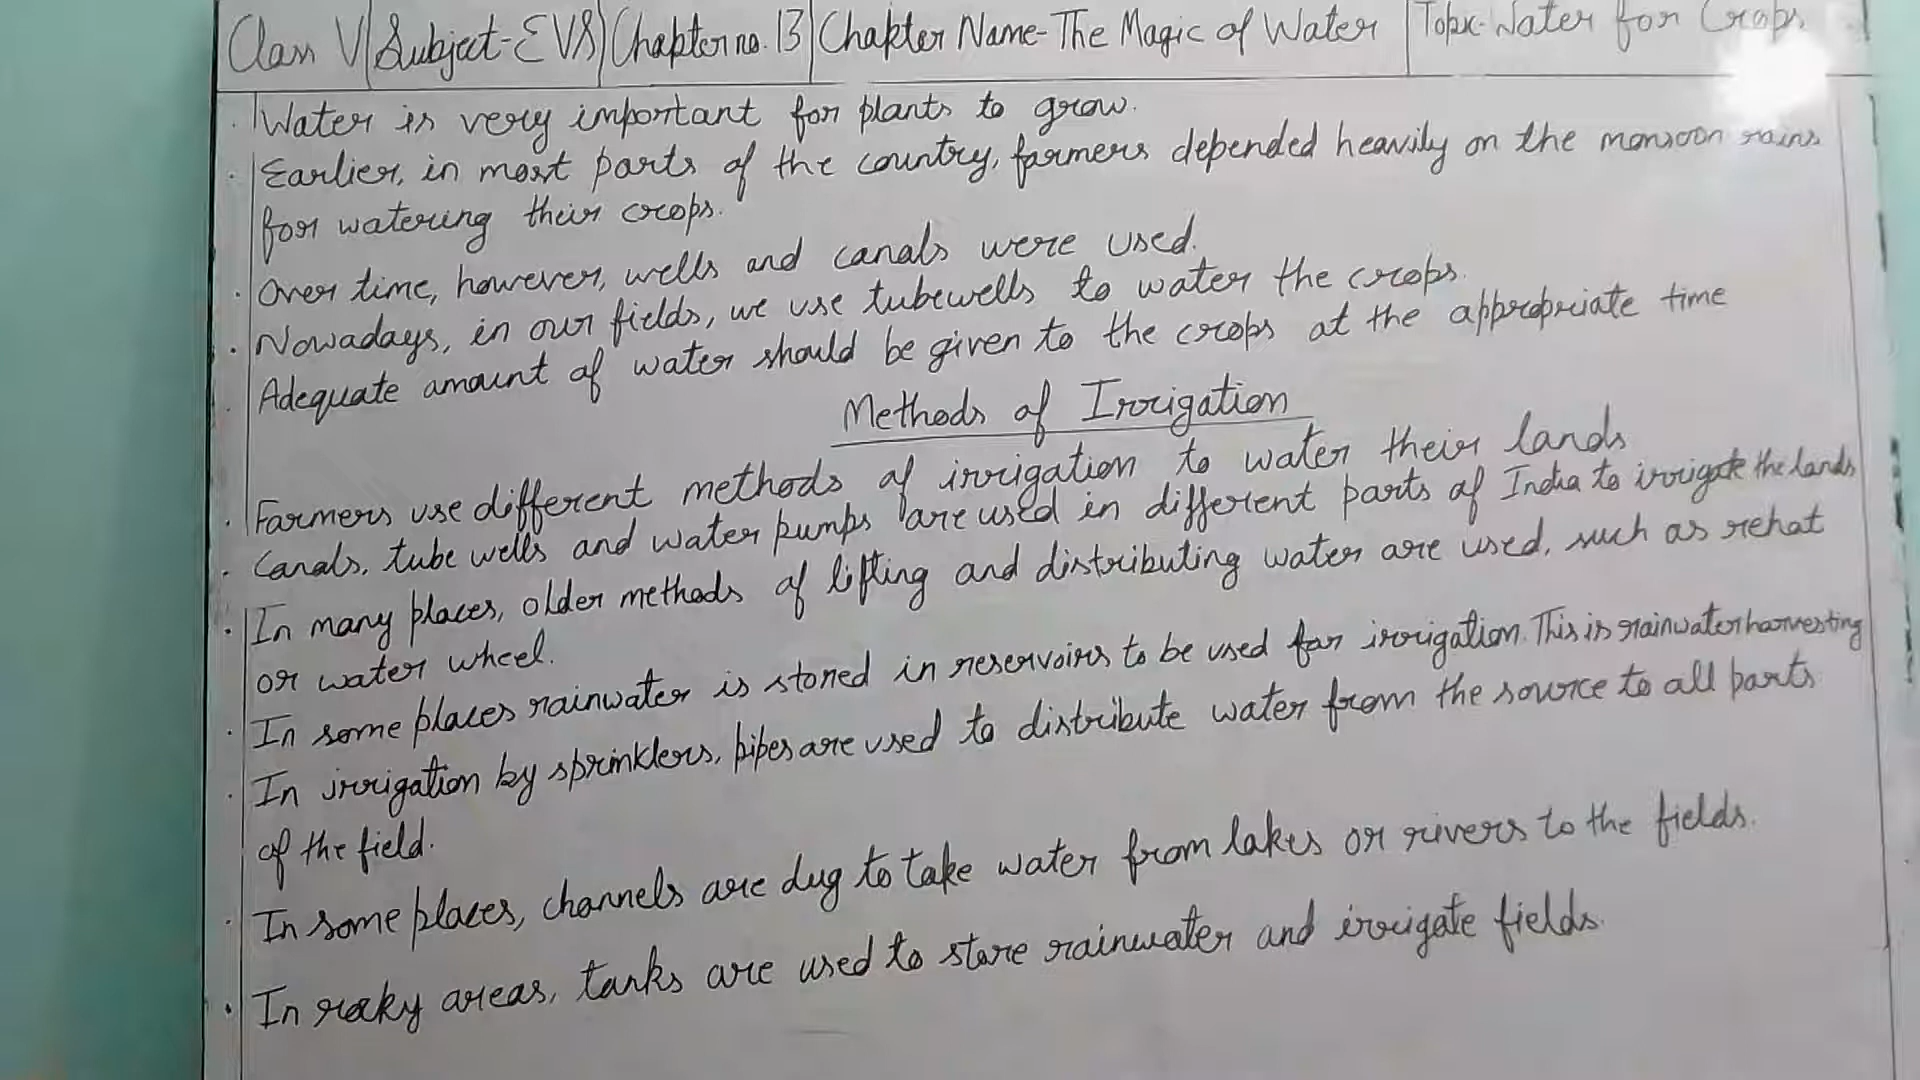 Class V|Subject-EVS|Chapter no. 13|Chapter Name-The Magic of Water|Topic-Water for Crops
· Water is very important for plants to grow.
· Earlier, in most parts of the country, farmers depended heavily on the monsoon rains
for watering their crops.
· Over time, however, wells and canals were used.
· Nowadays, in our fields, we use tubewells to water the crops.
· Adequate amount of water should be given to the crops at the appropriate time
Methods of Irrigation
· Farmers use different methods of irrigation to water their lands
· Canals, tube wells and water pumps are used in different parts of India to irrigate the lands
· In many places, older methods of lifting and distributing water are used, such as rehat
or water wheel.
· In some places rainwater is stored in reservoirs to be used for irrigation. This is rainwater harvesting
· In irrigation by sprinklers, pipes are used to distribute water from the source to all parts
of the field.
· In some places, channels are dug to take water from lakes or rivers to the fields.
· In rocky areas, tanks are used to store rainwater and irrigate fields.